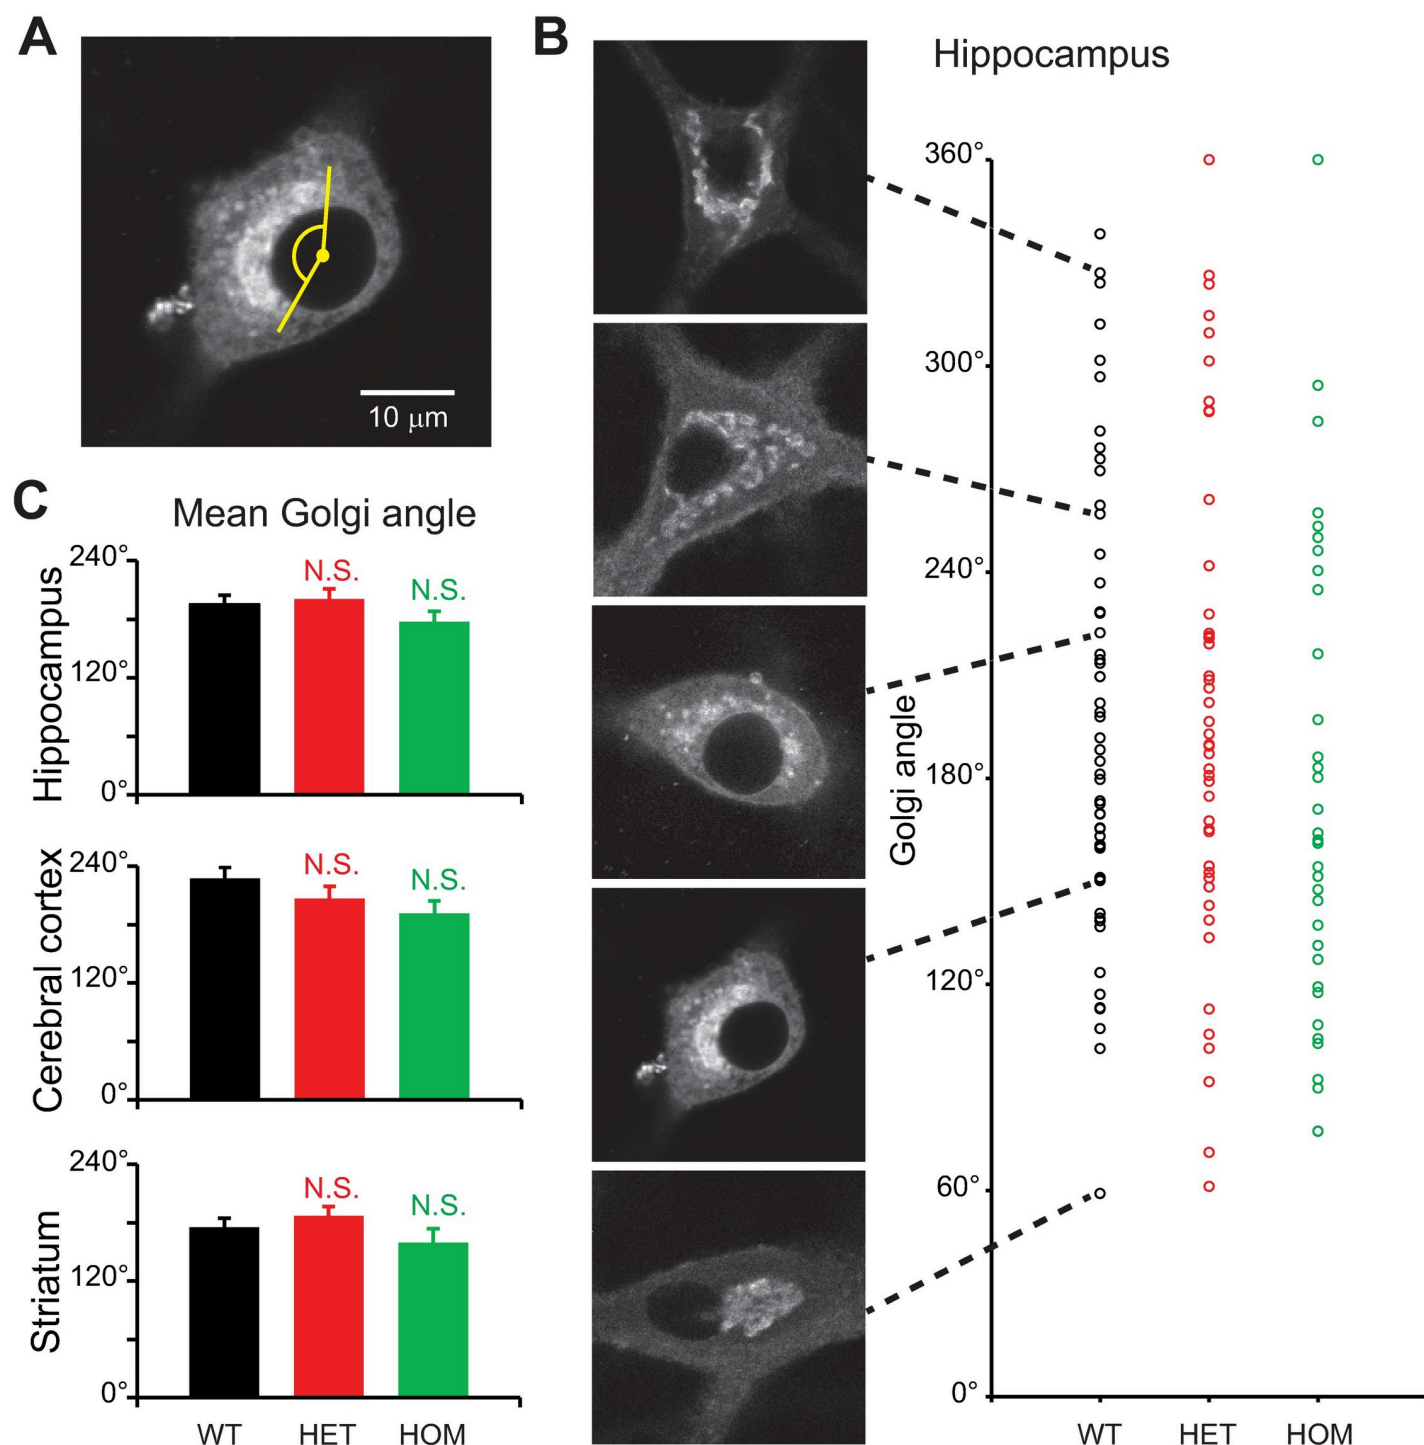 A
10 μm
B
Hippocampus
360°
300°
240°
180°
120°
60°
0°
Golgi angle
WT HET HOM
C
Mean Golgi angle
Hippocampus
240°
120°
0°
N.S.
N.S.
Cerebral cortex
240°
120°
0°
N.S.
N.S.
Striatum
240°
120°
0°
N.S.
N.S.
WT HET HOM